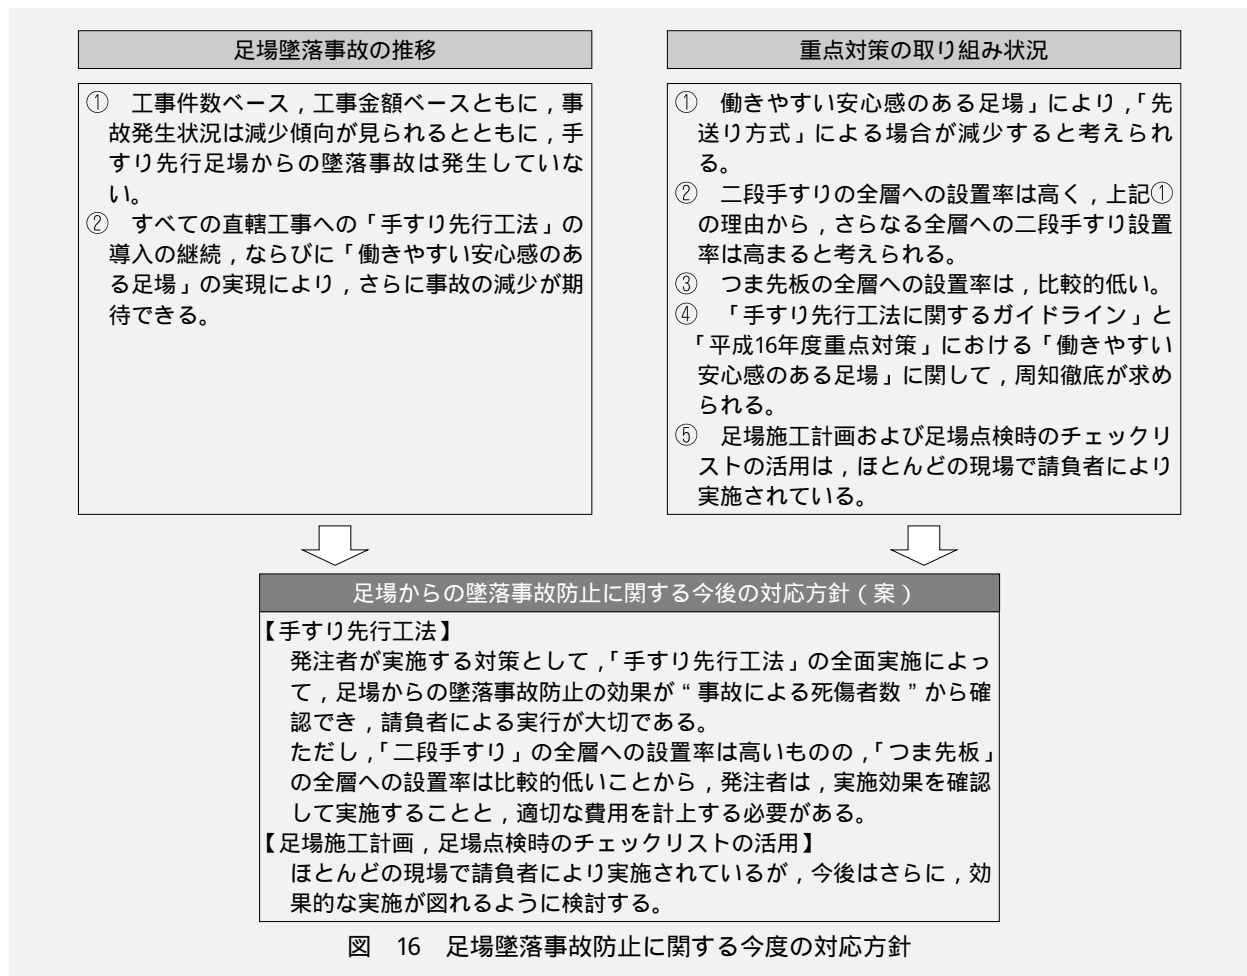 足場墜落事故の推移
① 工事件数ベース，工事金額ベースともに，事
故発生状況は減少傾向が見られるとともに，手
すり先行足場からの墜落事故は発生していな
い。
② すべての直轄工事への「手すり先行工法」の
導入の継続，ならびに「働きやすい安心感のあ
る足場」の実現により，さらに事故の減少が期
待できる。
重点対策の取り組み状況
① 働きやすい安心感のある足場」により，「先
送り方式」による場合が減少すると考えられ
る。
② 二段手すりの全層への設置率は高く，上記①
の理由から，さらなる全層への二段手すり設置
率は高まると考えられる。
③ つま先板の全層への設置率は，比較的低い。
④ 「手すり先行工法に関するガイドライン」と
「平成16年度重点対策」における「働きやすい
安心感のある足場」に関して，周知徹底が求め
られる。
⑤ 足場施工計画および足場点検時のチェックリ
ストの活用は，ほとんどの現場で請負者により
実施されている。
足場からの墜落事故防止に関する今後の対応方針（案）
【手すり先行工法】
発注者が実施する対策として，「手すり先行工法」の全面実施によっ
て，足場からの墜落事故防止の効果が“事故による死傷者数”から確
認でき，請負者による実行が大切である。
ただし，「二段手すり」の全層への設置率は高いものの，「つま先板」
の全層への設置率は比較的低いことから，発注者は，実施効果を確認
して実施することと，適切な費用を計上する必要がある。
【足場施工計画，足場点検時のチェックリストの活用】
ほとんどの現場で請負者により実施されているが，今後はさらに，効
果的な実施が図れるように検討する。
図 16 足場墜落事故防止に関する今度の対応方針